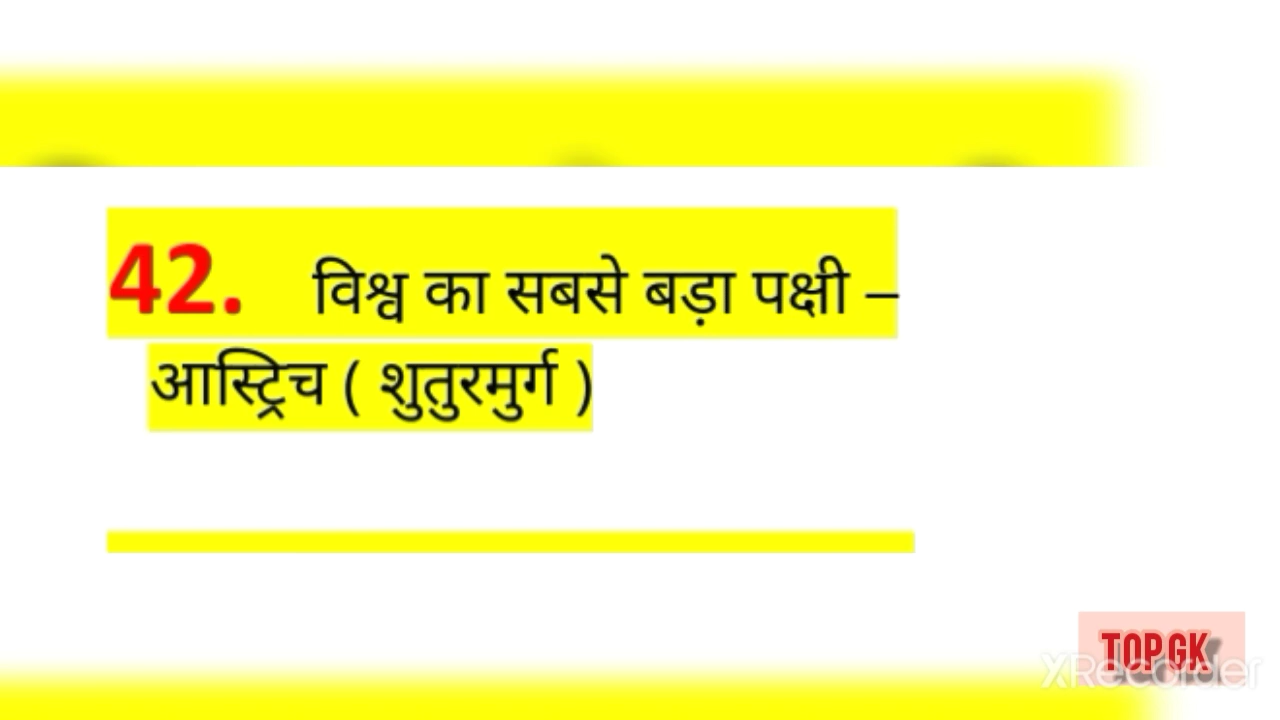 42. विश्व का सबसे बड़ा पक्षी –
आस्ट्रिच ( शुतुरमुर्ग )
TOP GK
XRecorder